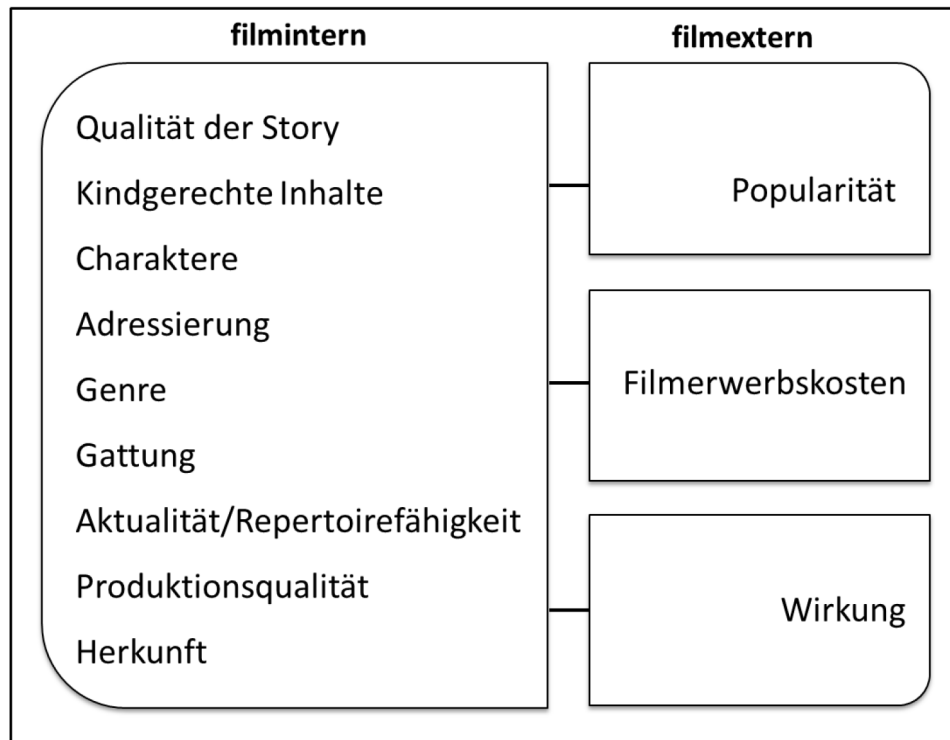 filmintern
filmextern
Qualität der Story
Kindgerechte Inhalte
Charaktere
Adressierung
Genre
Gattung
Aktualität/Repertoirefähigkeit
Produktionsqualität
Herkunft
Popularität
Filmerwerbskosten
Wirkung